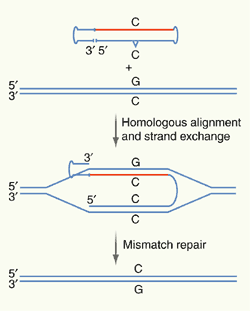 C
3′ 5′
C
+
5′ G
3′ C
Homologous alignment
and strand exchange
3′ G
5′ C
3′ 5′ C
C
Mismatch repair
5′ C
3′ G